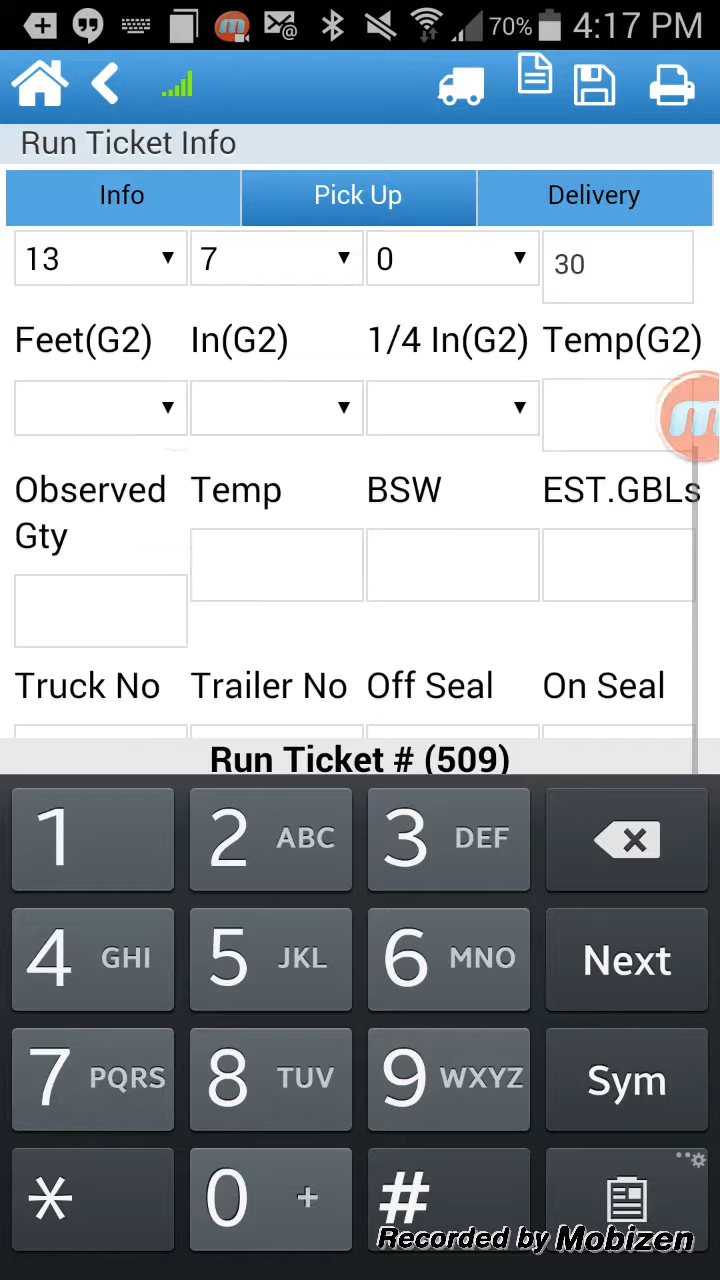 70% 4:17 PM
Run Ticket Info
Info Pick Up Delivery
13 7 0 30
Feet(G2) In(G2) 1/4 In(G2) Temp(G2)
Observed Temp BSW EST.GBLs
Gty
Truck No Trailer No Off Seal On Seal
Run Ticket # (509)
1 2 ABC 3 DEF
4 GHI 5 JKL 6 MNO Next
7 PQRS 8 TUV 9 WXYZ Sym
* 0 + #
Recorded by Mobizen